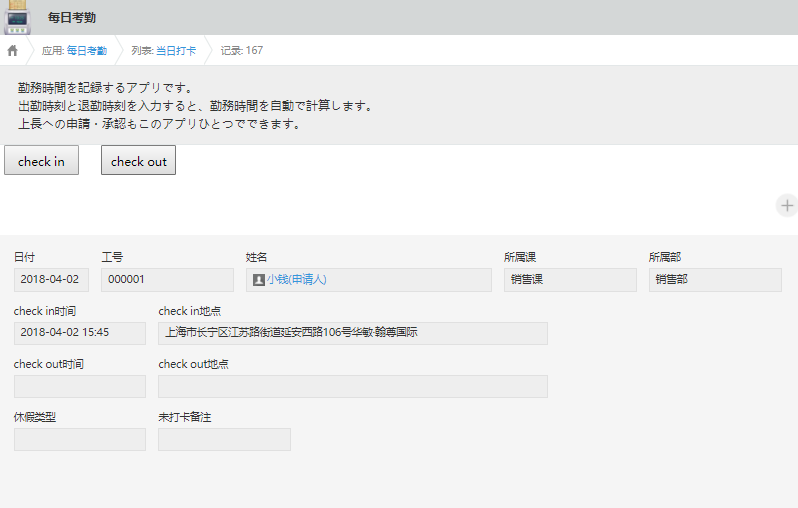 每日考勤
应用: 每日考勤 列表: 当日打卡 记录: 167
勤務時間を記録するアプリです。
出勤時刻と退勤時刻を入力すると、勤務時間を自動で計算します。
上長への申請・承認もこのアプリひとつでできます。
check in check out
日付 工号 姓名 所属课 所属部
2018-04-02 000001 小钱(申请人) 销售课 销售部
check in时间 check in地点
2018-04-02 15:45 上海市长宁区江苏路街道延安西路106号华敏·翰尊国际
check out时间 check out地点
休假类型 未打卡备注